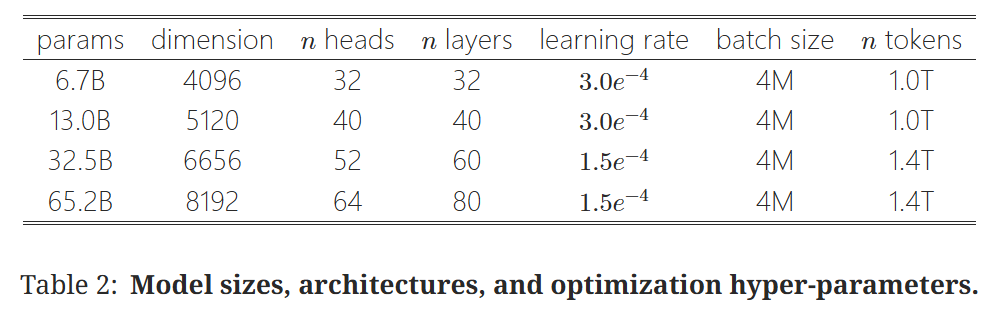 params dimension n heads n layers learning rate batch size n tokens
6.7B 4096 32 32 3.0e⁻⁴ 4M 1.0T
13.0B 5120 40 40 3.0e⁻⁴ 4M 1.0T
32.5B 6656 52 60 1.5e⁻⁴ 4M 1.4T
65.2B 8192 64 80 1.5e⁻⁴ 4M 1.4T
Table 2: Model sizes, architectures, and optimization hyper-parameters.